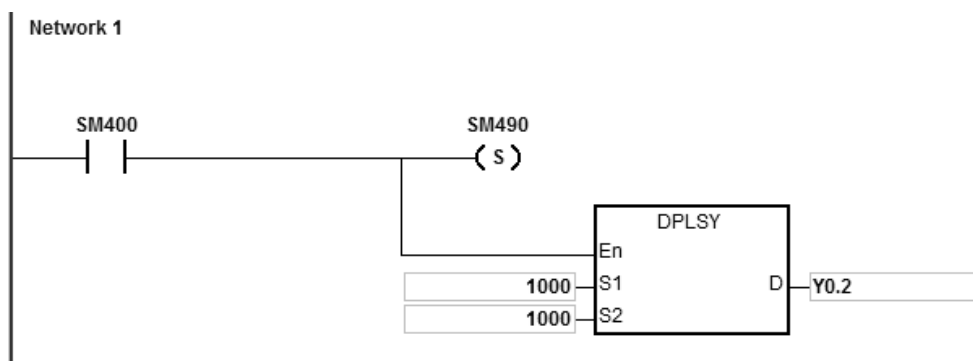 Network 1
SM400 SM490
( S )
DPLSY
En
1000 S1 D Y0.2
1000 S2